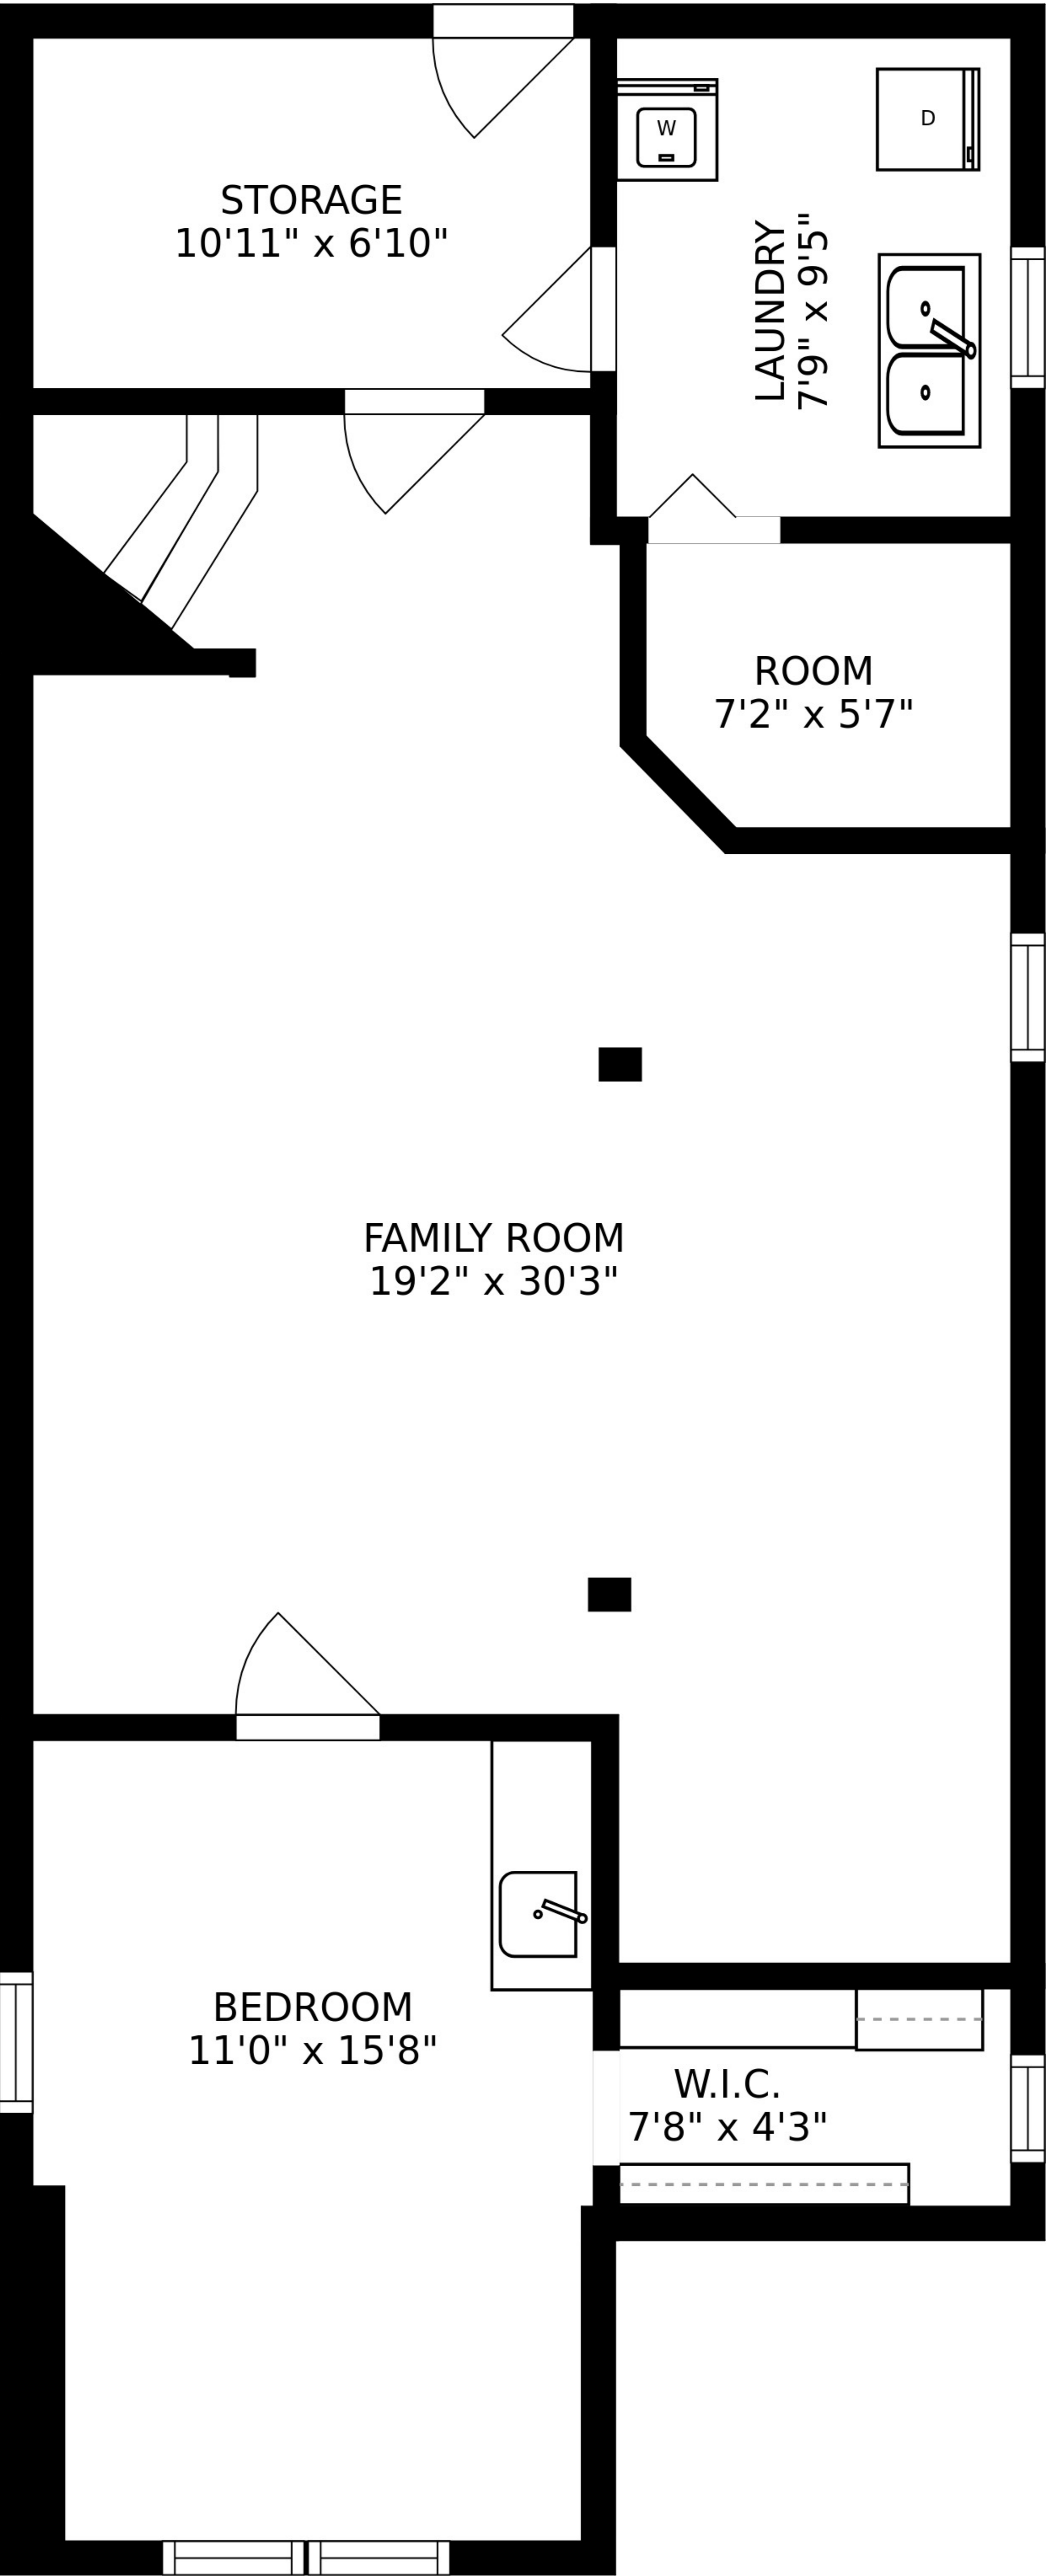 W
D
STORAGE
10'11" x 6'10"
LAUNDRY
7'9" x 9'5"
ROOM
7'2" x 5'7"
FAMILY ROOM
19'2" x 30'3"
BEDROOM
11'0" x 15'8"
W.I.C.
7'8" x 4'3"